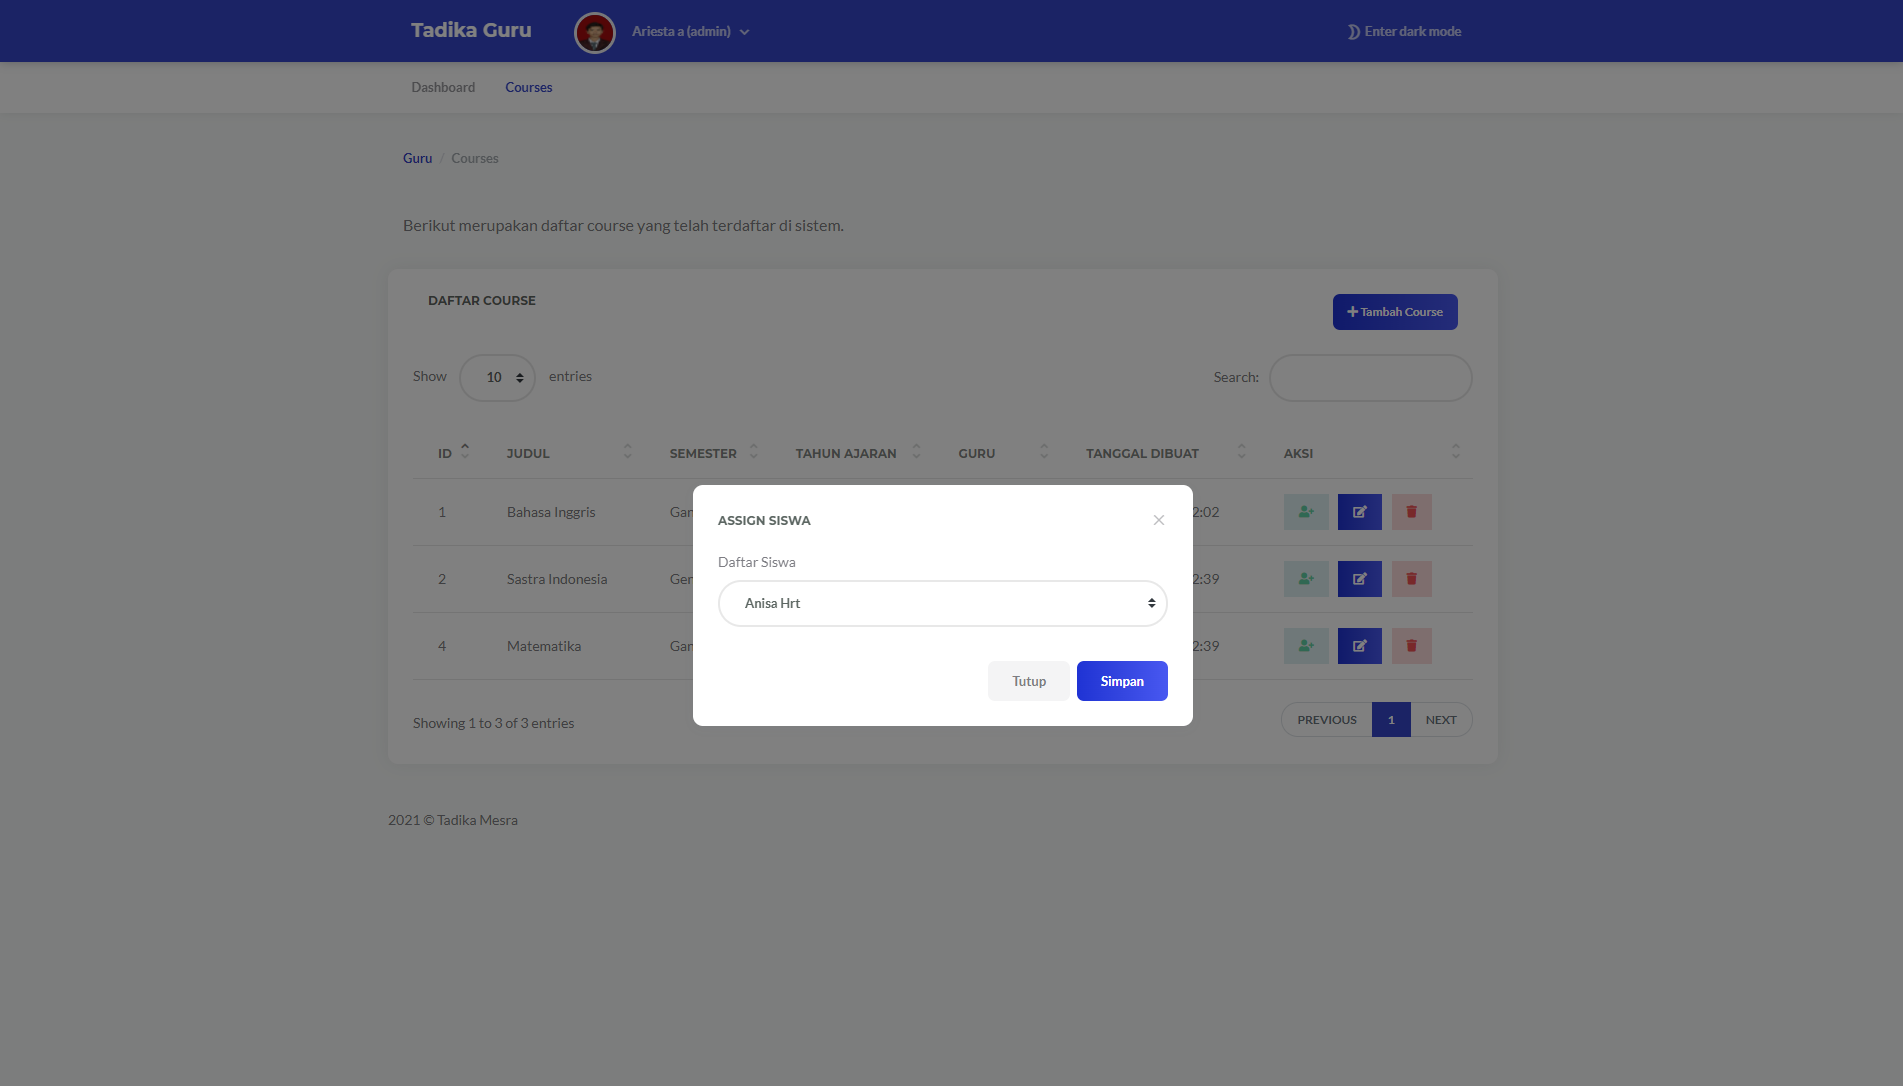 Tadika Guru
Ariesta a (admin)
Enter dark mode
Dashboard
Courses
Guru / Courses
Berikut merupakan daftar course yang telah terdaftar di sistem.
DAFTAR COURSE
Tambah Course
Show 10 entries
Search:
ID JUDUL SEMESTER TAHUN AJARAN GURU TANGGAL DIBUAT AKSI
1 Bahasa Inggris Gan 2:02
2 Sastra Indonesia Gen 2:39
4 Matematika Gan 2:39
ASSIGN SISWA
Daftar Siswa
Anisa Hrt
Tutup
Simpan
Showing 1 to 3 of 3 entries
PREVIOUS 1 NEXT
2021 © Tadika Mesra